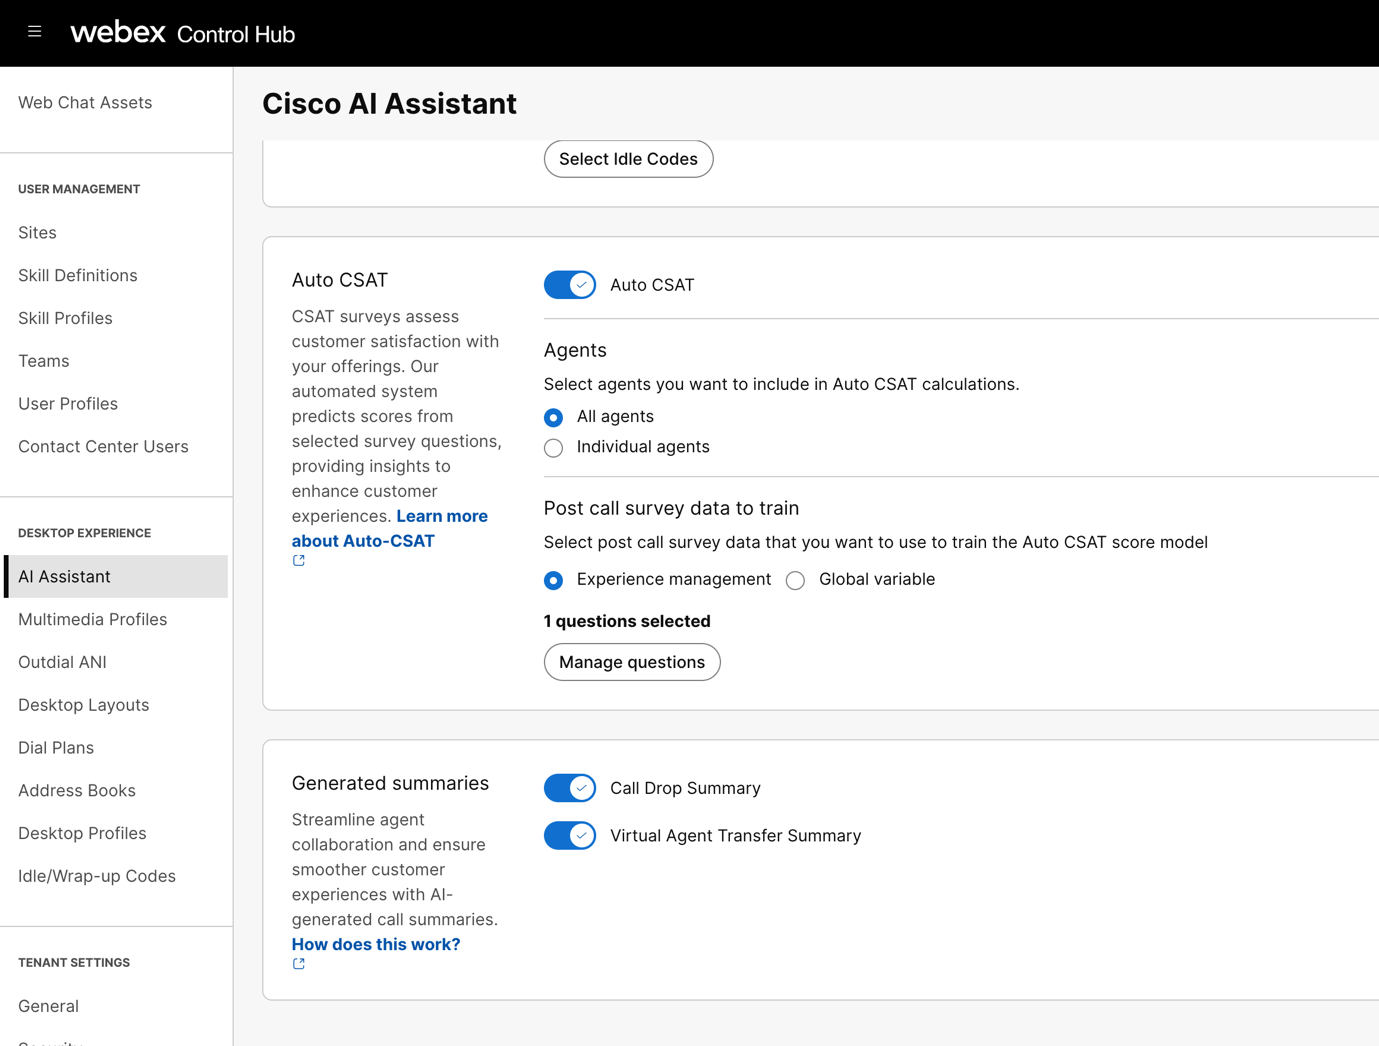 webex Control Hub
Web Chat Assets
USER MANAGEMENT
Sites
Skill Definitions
Skill Profiles
Teams
User Profiles
Contact Center Users
DESKTOP EXPERIENCE
AI Assistant
Multimedia Profiles
Outdial ANI
Desktop Layouts
Dial Plans
Address Books
Desktop Profiles
Idle/Wrap-up Codes
TENANT SETTINGS
General
Security
Cisco AI Assistant
Select Idle Codes
Auto CSAT
CSAT surveys assess
customer satisfaction with
your offerings. Our
automated system
predicts scores from
selected survey questions,
providing insights to
enhance customer
experiences. Learn more
about Auto-CSAT
Auto CSAT
Agents
Select agents you want to include in Auto CSAT calculations.
All agents
Individual agents
Post call survey data to train
Select post call survey data that you want to use to train the Auto CSAT score model
Experience management Global variable
1 questions selected
Manage questions
Generated summaries
Streamline agent
collaboration and ensure
smoother customer
experiences with AI-
generated call summaries.
How does this work?
Call Drop Summary
Virtual Agent Transfer Summary